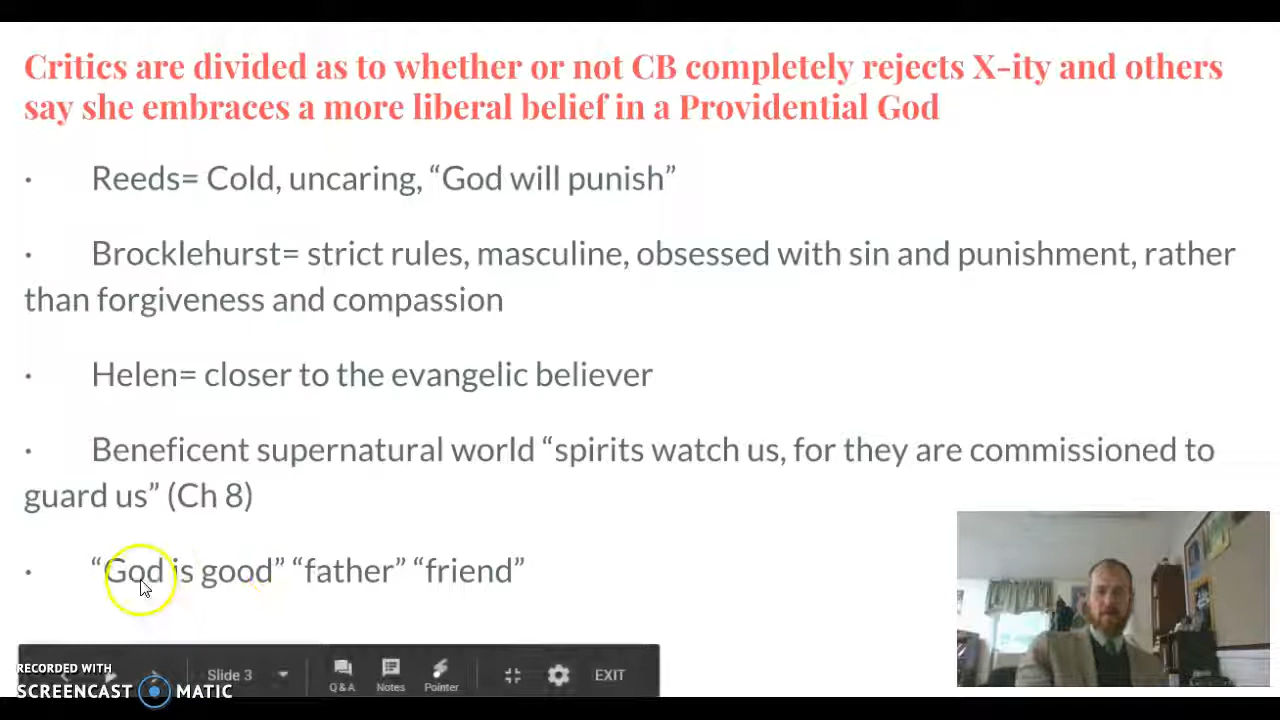 Critics are divided as to whether or not CB completely rejects X-ity and others
say she embraces a more liberal belief in a Providential God
· Reeds= Cold, uncaring, “God will punish”
· Brocklehurst= strict rules, masculine, obsessed with sin and punishment, rather
than forgiveness and compassion
· Helen= closer to the evangelic believer
· Beneficent supernatural world “spirits watch us, for they are commissioned to
guard us” (Ch 8)
· “God is good” “father” “friend”
Slide 3
Q&A
Notes
Pointer
EXIT
RECORDED WITH
SCREENCAST MATIC